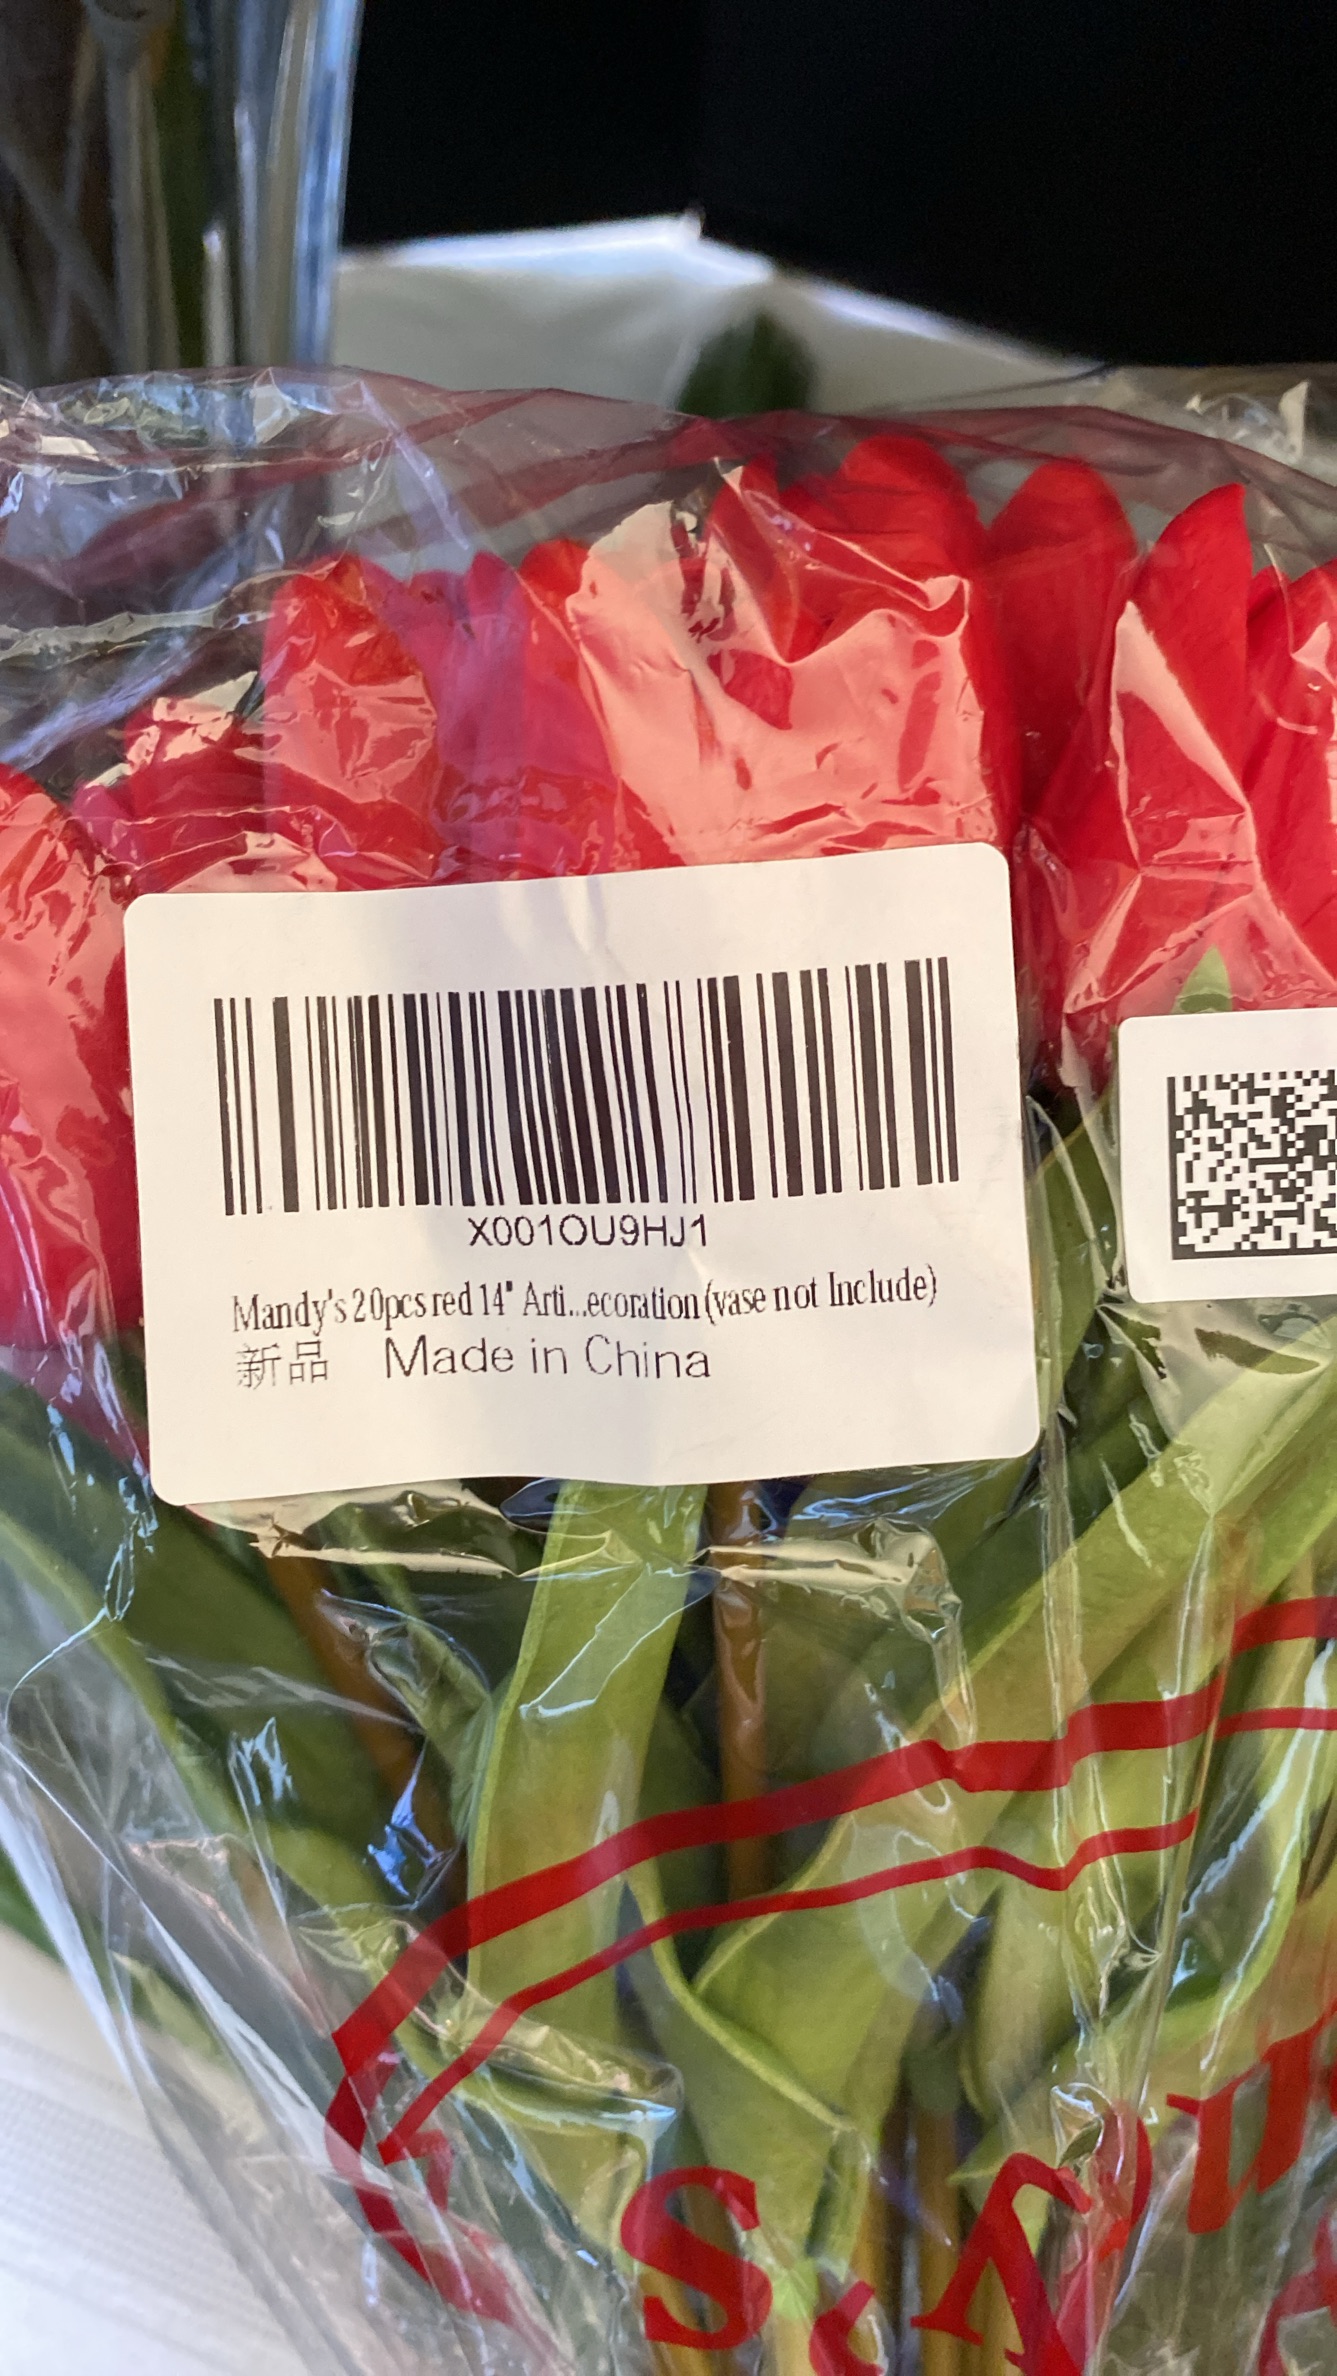 X001OU9HJ1
Mandy's 20pcs red 14" Arti...ecoration (vase not Include)
新品 Made in China